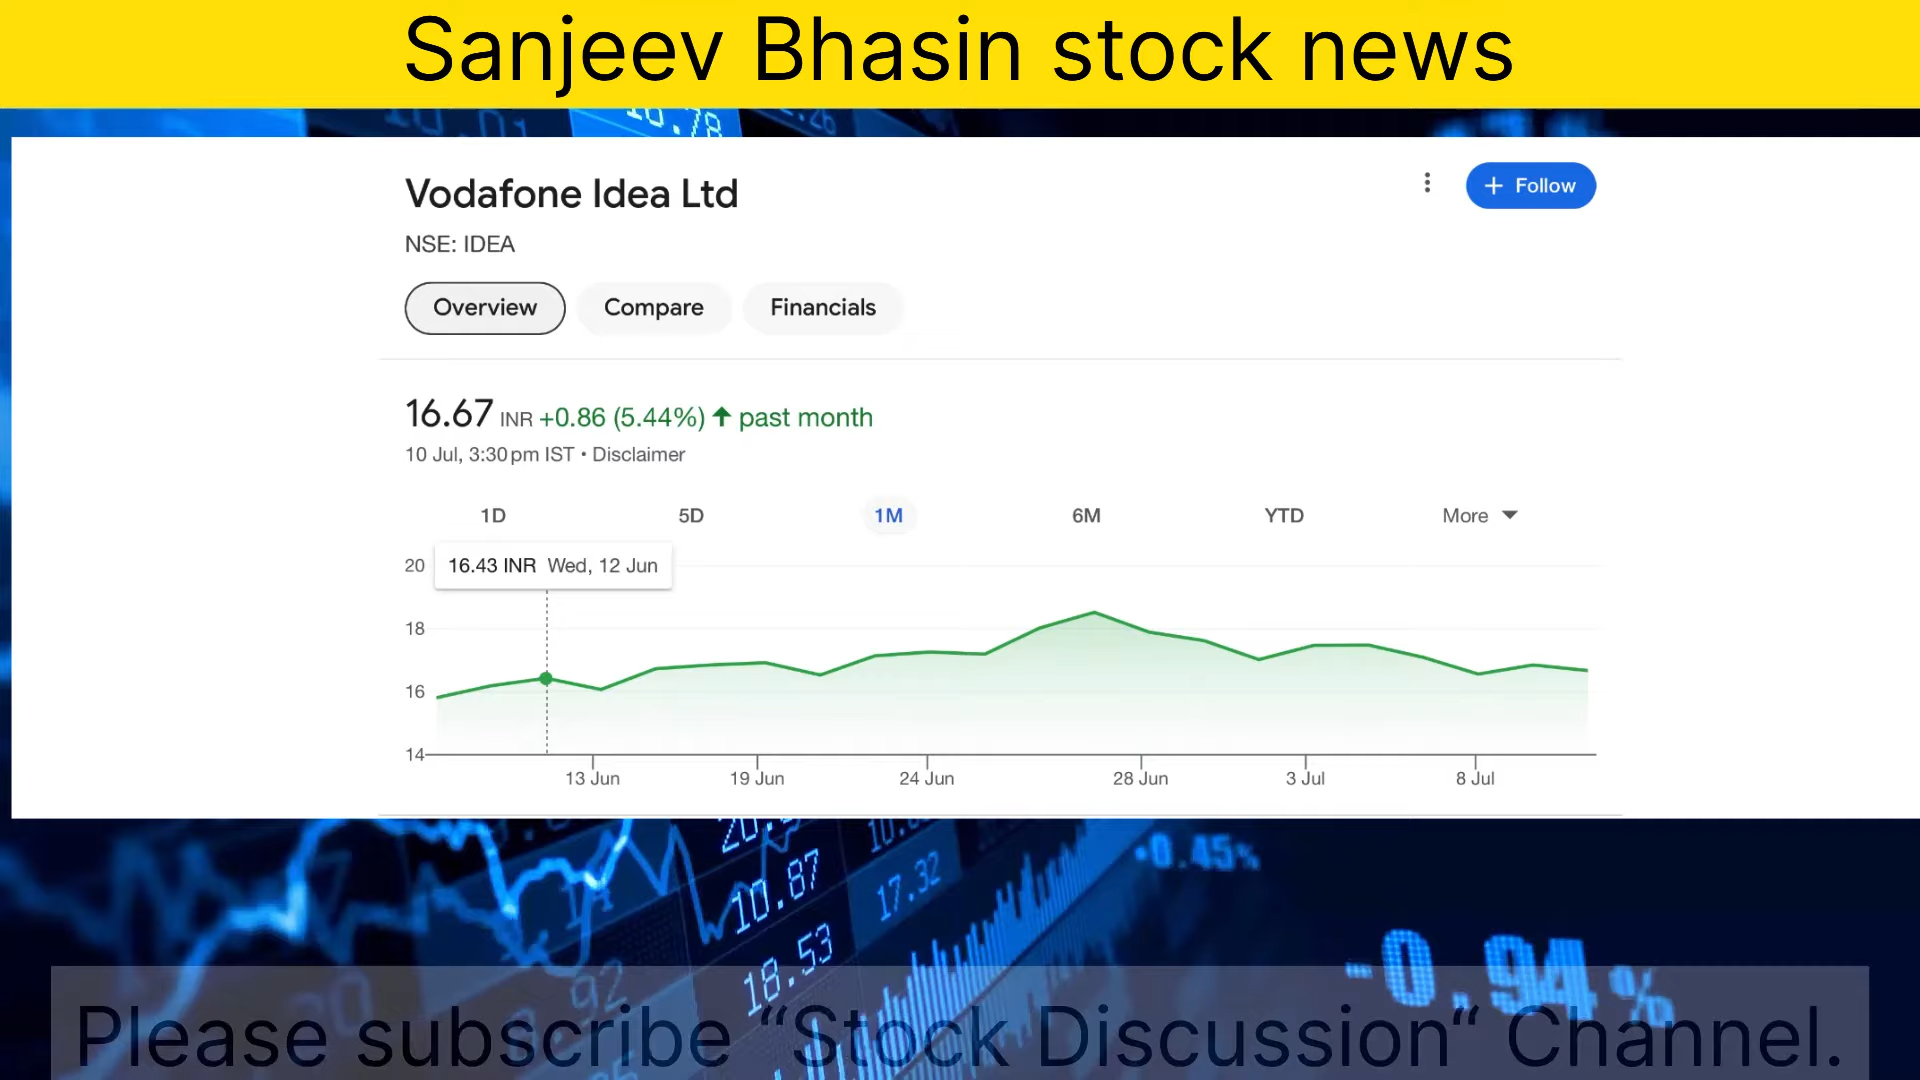 Sanjeev Bhasin stock news
Vodafone Idea Ltd
+ Follow
NSE: IDEA
Overview Compare Financials
16.67 INR +0.86 (5.44%) ↑ past month
10 Jul, 3:30 pm IST • Disclaimer
1D 5D 1M 6M YTD More
20
16.43 INR Wed, 12 Jun
18
16
14
13 Jun 19 Jun 24 Jun 28 Jun 3 Jul 8 Jul
-0.45%
10.87
17.32
18.53
-0.94%
Please subscribe “Stock Discussion“ Channel.